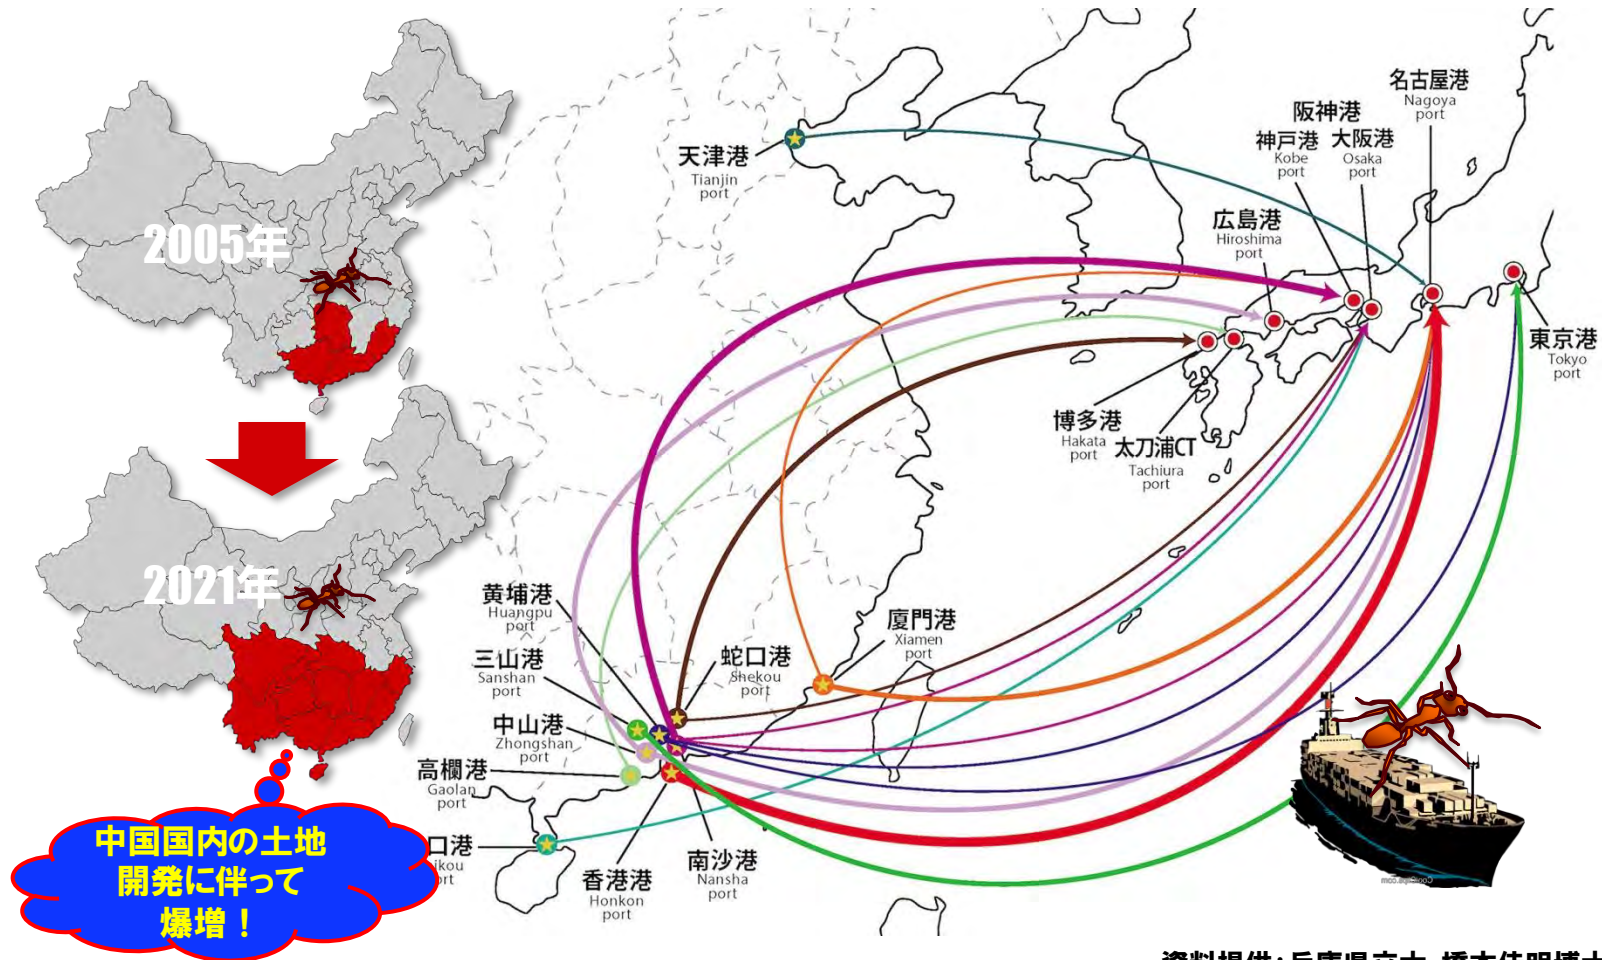 2005年
2021年
中国国内の土地
開発に伴って
爆増！
天津港
Tianjin
port
名古屋港
Nagoya
port
阪神港
神戸港
Kobe
port
大阪港
Osaka
port
広島港
Hiroshima
port
東京港
Tokyo
port
博多港
Hakata
port
太刀浦CT
Tachiura
port
黄埔港
Huangpu
port
三山港
Sanshan
port
中山港
Zhongshan
port
高欄港
Gaolan
port
口港
ikou
ort
蛇口港
Shekou
port
廈門港
Xiamen
port
香港港
Honkon
port
南沙港
Nansha
port